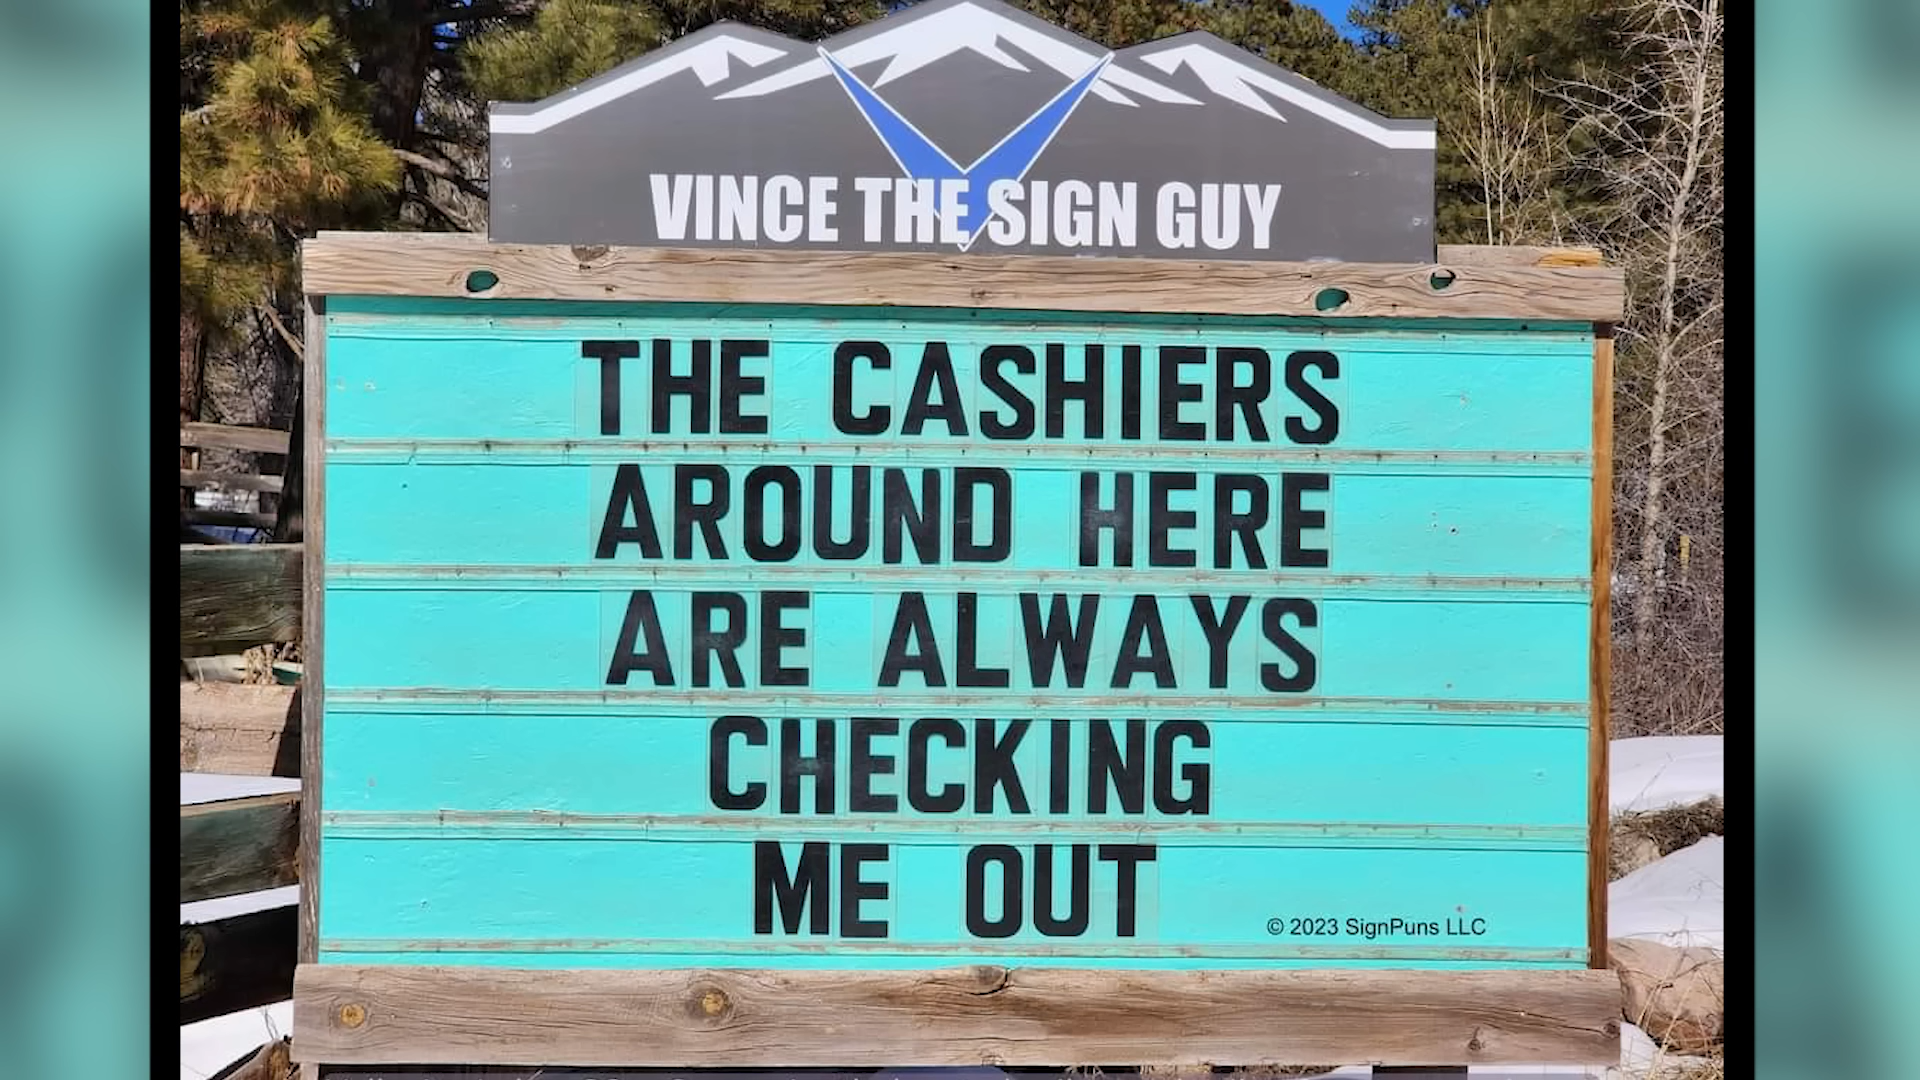 VINCE THE SIGN GUY
THE CASHIERS
AROUND HERE
ARE ALWAYS
CHECKING
ME OUT
© 2023 SignPuns LLC